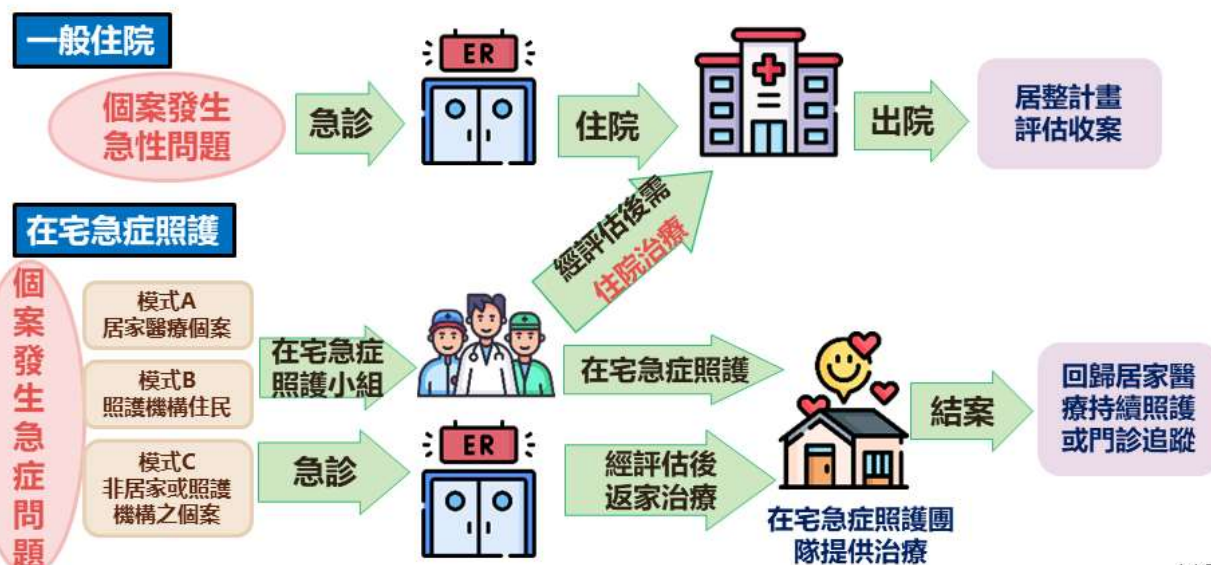 一般住院
個案發生
急性問題
急診
ER
住院
出院
居整計畫
評估收案
經評估後需
住院治療
在宅急症照護
個案發生急症問題
模式A
居家醫療個案
模式B
照護機構住民
模式C
非居家或照護
機構之個案
在宅急症
照護小組
在宅急症照護
急診
ER
經評估後
返家治療
在宅急症照護團
隊提供治療
結案
回歸居家醫
療持續照護
或門診追蹤